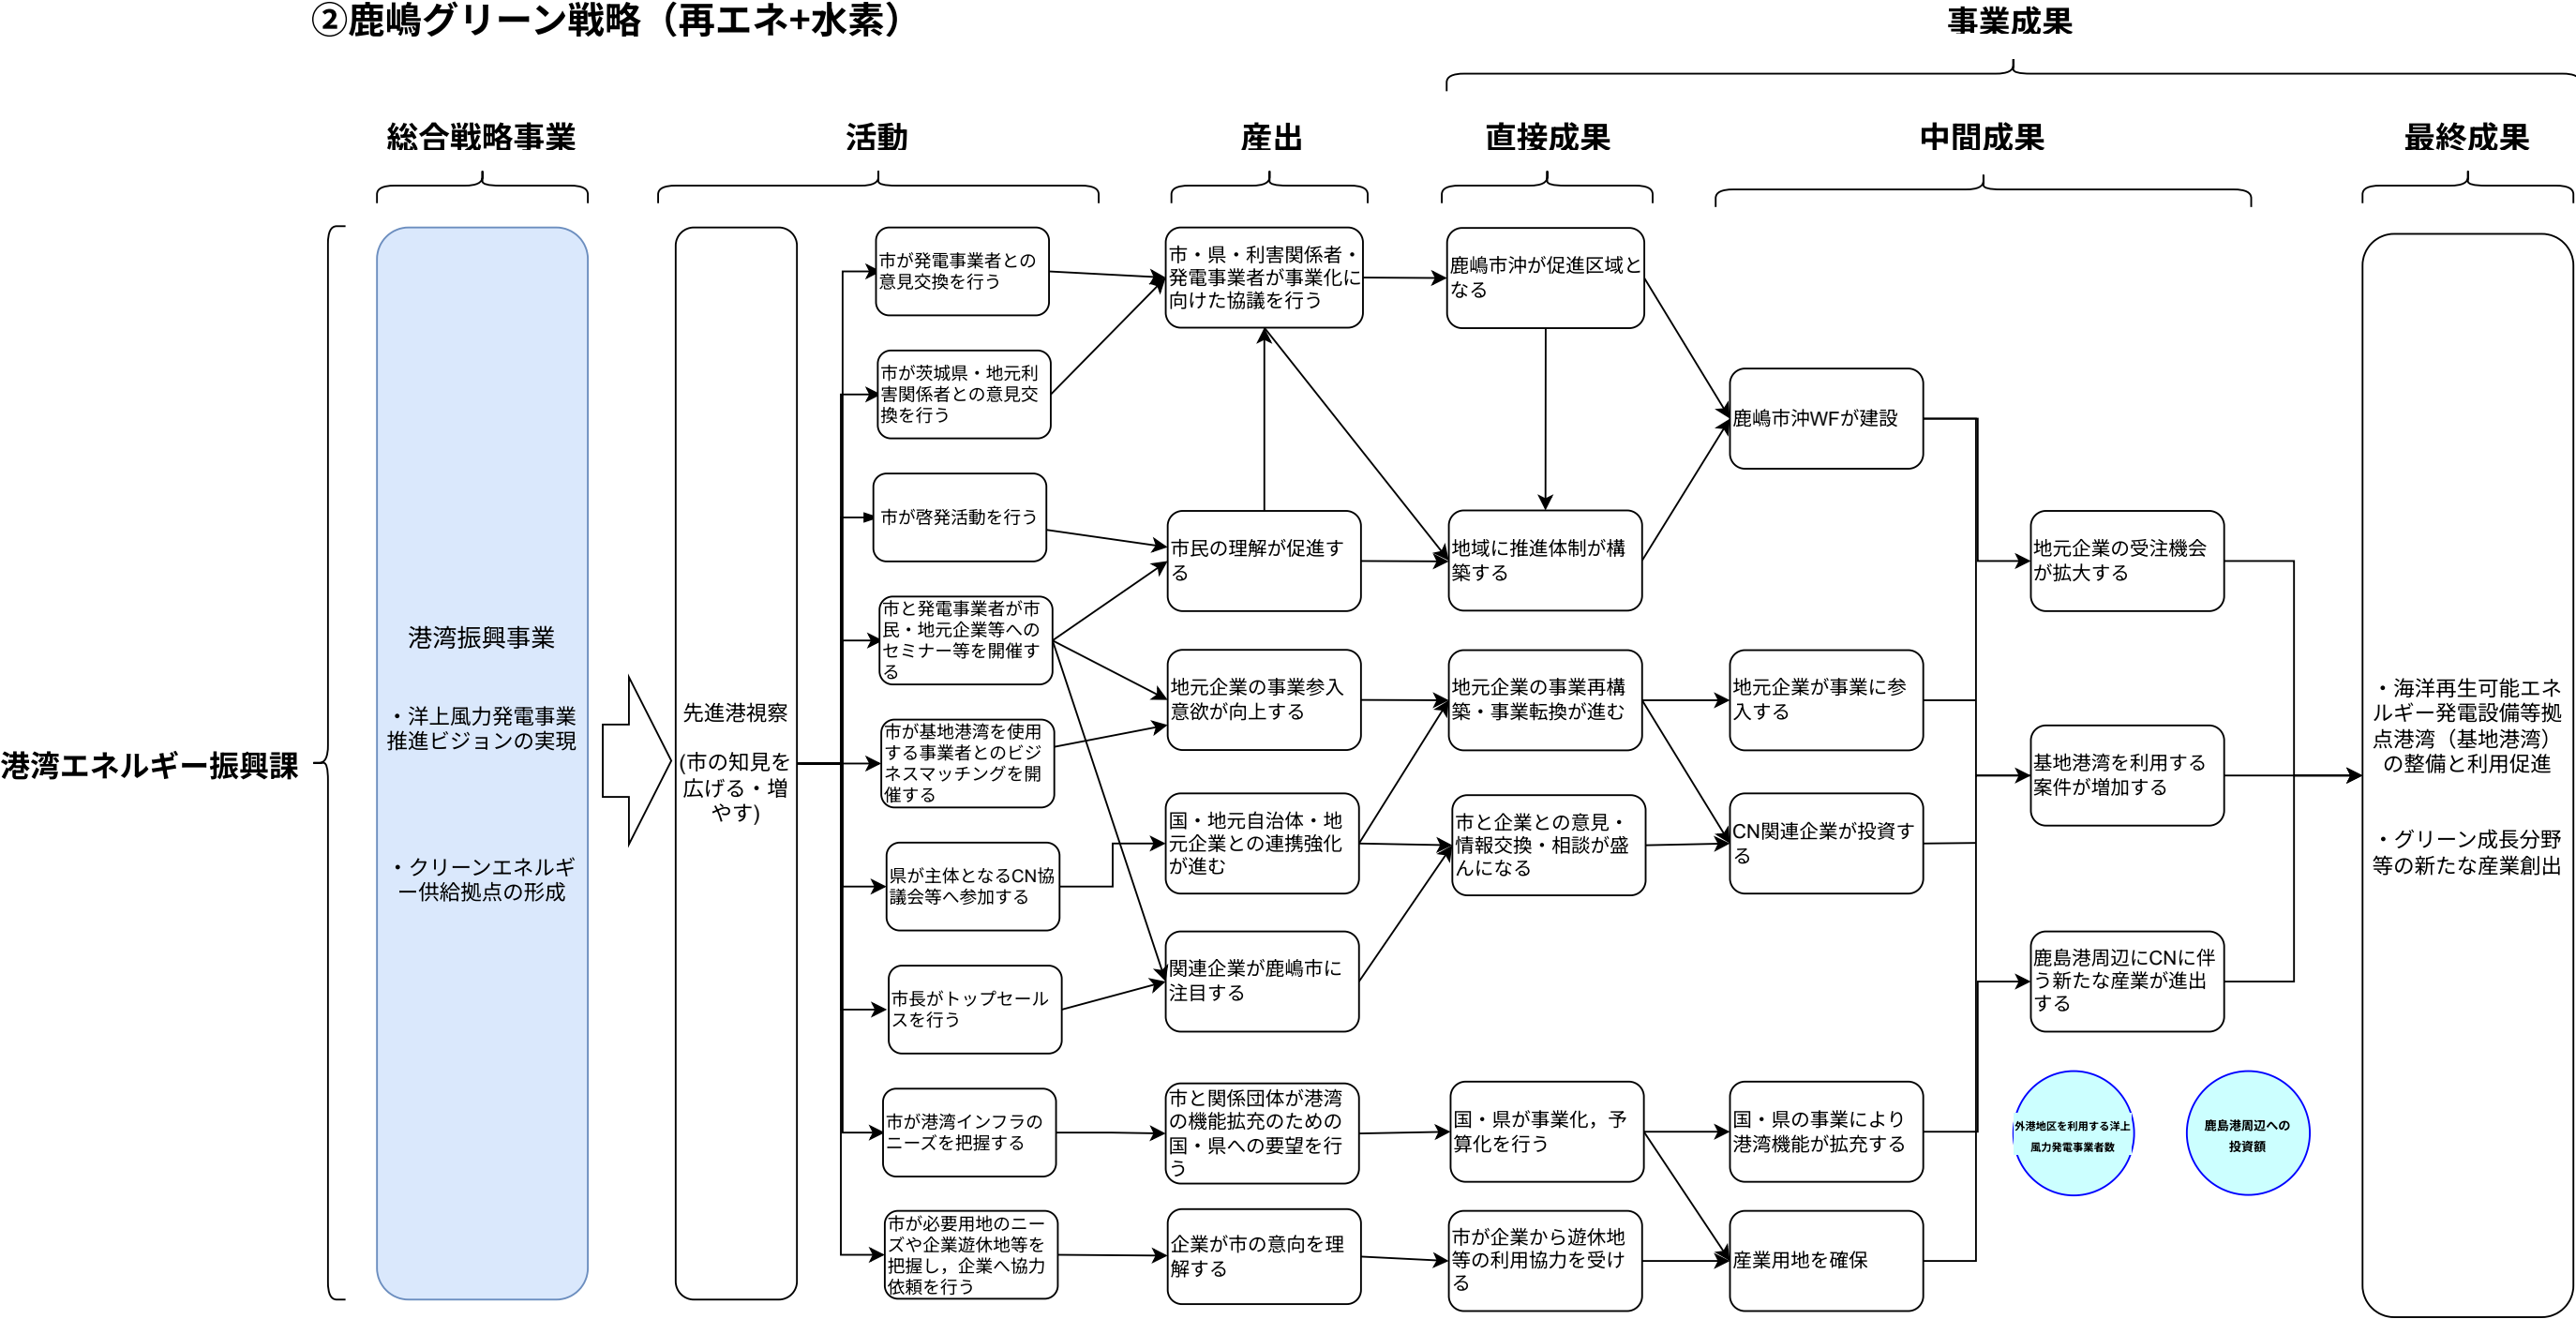 ②鹿嶋グリーン戦略（再エネ+水素）
事業成果
総合戦略事業
活動
産出
直接成果
中間成果
最終成果
港湾エネルギー振興課
港湾振興事業
・洋上風力発電事業
推進ビジョンの実現
・クリーンエネルギ
ー供給拠点の形成
先進港視察
(市の知見を
広げる・増
やす)
市が発電事業者との
意見交換を行う
市が茨城県・地元利
害関係者との意見交
換を行う
市が啓発活動を行う
市と発電事業者が市
民・地元企業等への
セミナー等を開催す
る
市が基地港湾を使用
する事業者とのビジ
ネスマッチングを開
催する
県が主体となるCN協
議会等へ参加する
市長がトップセール
スを行う
市が港湾インフラの
ニーズを把握する
市が必要用地のニー
ズや企業遊休地等を
把握し，企業へ協力
依頼を行う
市・県・利害関係者・
発電事業者が事業化に
向けた協議を行う
市民の理解が促進す
る
地元企業の事業参入
意欲が向上する
国・地元自治体・地
元企業との連携強化
が進む
関連企業が鹿嶋市に
注目する
市と関係団体が港湾
の機能拡充のための
国・県への要望を行
う
企業が市の意向を理
解する
鹿嶋市沖が促進区域と
なる
地域に推進体制が構
築する
地元企業の事業再構
築・事業転換が進む
市と企業との意見・
情報交換・相談が盛
んになる
国・県が事業化，予
算化を行う
市が企業から遊休地
等の利用協力を受け
る
鹿嶋市沖WFが建設
地元企業が事業に参
入する
CN関連企業が投資す
る
国・県の事業により
港湾機能が拡充する
産業用地を確保
地元企業の受注機会
が拡大する
基地港湾を利用する
案件が増加する
鹿島港周辺にCNに伴
う新たな産業が進出
する
外港地区を利用する洋上
風力発電事業者数
鹿島港周辺への
投資額
・海洋再生可能エネ
ルギー発電設備等拠
点港湾（基地港湾）
の整備と利用促進
・グリーン成長分野
等の新たな産業創出